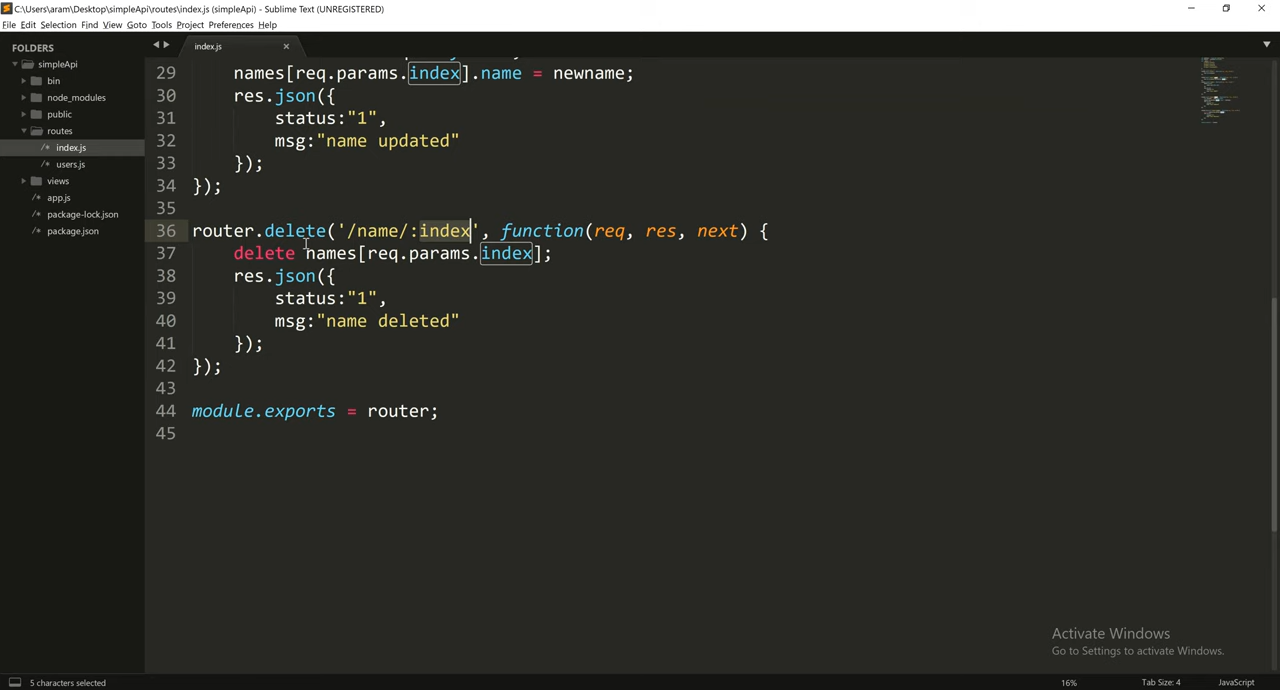 C:\Users\aram\Desktop\simpleApi\routes\index.js (simpleApi) - Sublime Text (UNREGISTERED)
File Edit Selection Find View Goto Tools Project Preferences Help
FOLDERS
simpleApi
bin
node_modules
public
routes
/* index.js
/* users.js
views
/* app.js
/* package-lock.json
/* package.json
index.js
29 names[req.params.index].name = newname;
30 res.json({
31 status:"1",
32 msg:"name updated"
33 });
34 });
35
36 router.delete('/name/:index', function(req, res, next) {
37 delete names[req.params.index];
38 res.json({
39 status:"1",
40 msg:"name deleted"
41 });
42 });
43
44 module.exports = router;
45
Activate Windows
Go to Settings to activate Windows.
5 characters selected
16%
Tab Size: 4
JavaScript